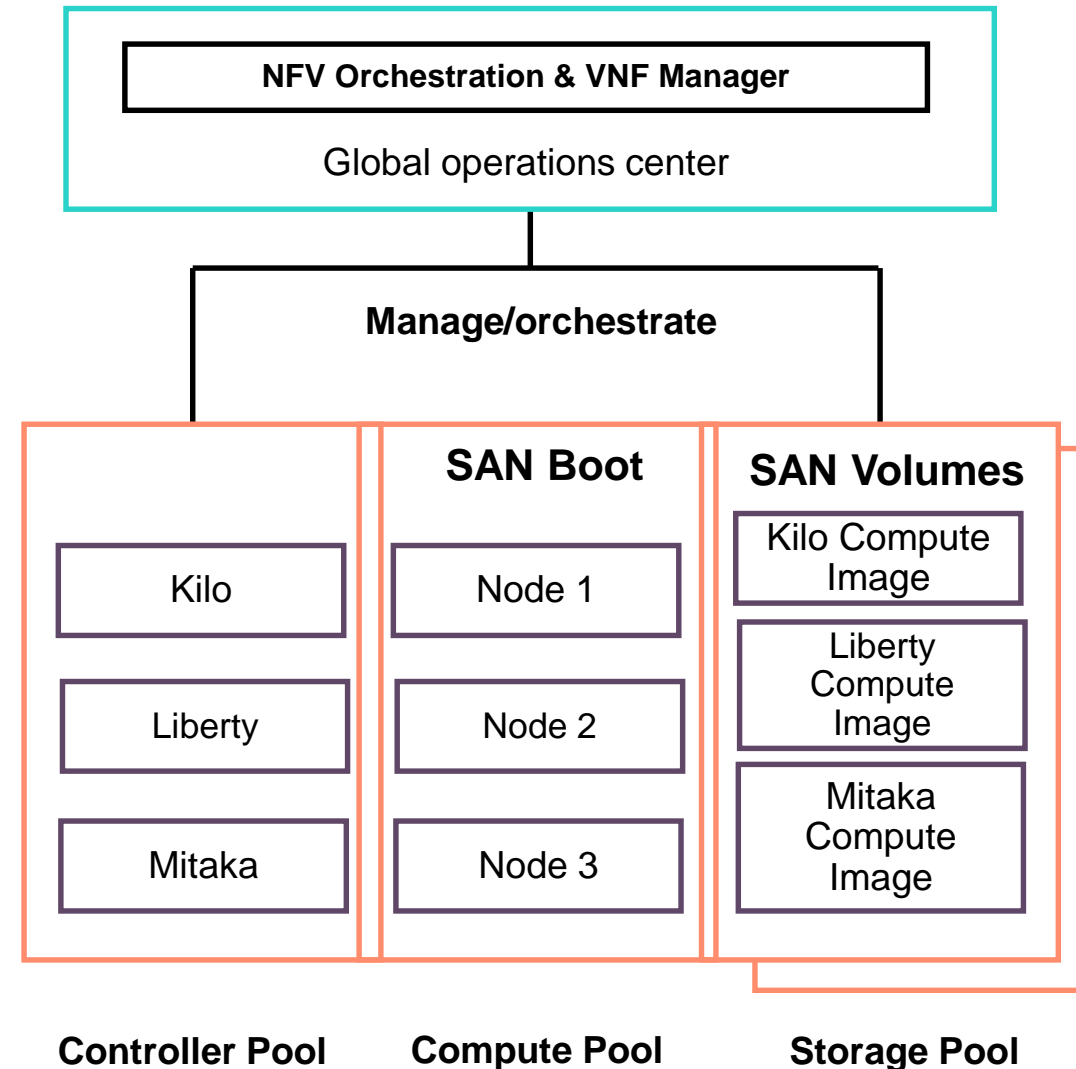 NFV Orchestration & VNF Manager
Global operations center
Manage/orchestrate
Kilo
Liberty
Mitaka
SAN Boot
Node 1
Node 2
Node 3
SAN Volumes
Kilo Compute
Image
Liberty
Compute
Image
Mitaka
Compute
Image
Controller Pool
Compute Pool
Storage Pool